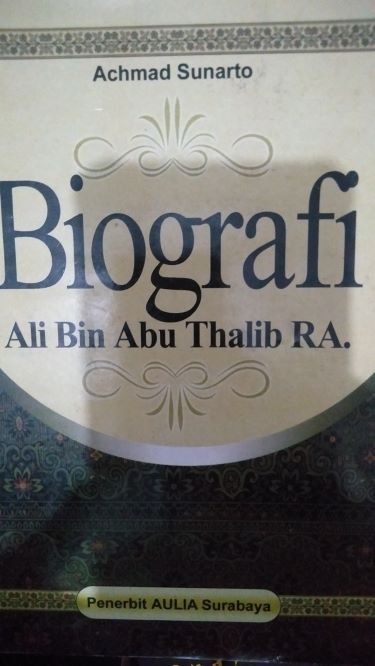 Achmad Sunarto
Biografi
Ali Bin Abu Thalib RA.
Penerbit AULIA Surabaya